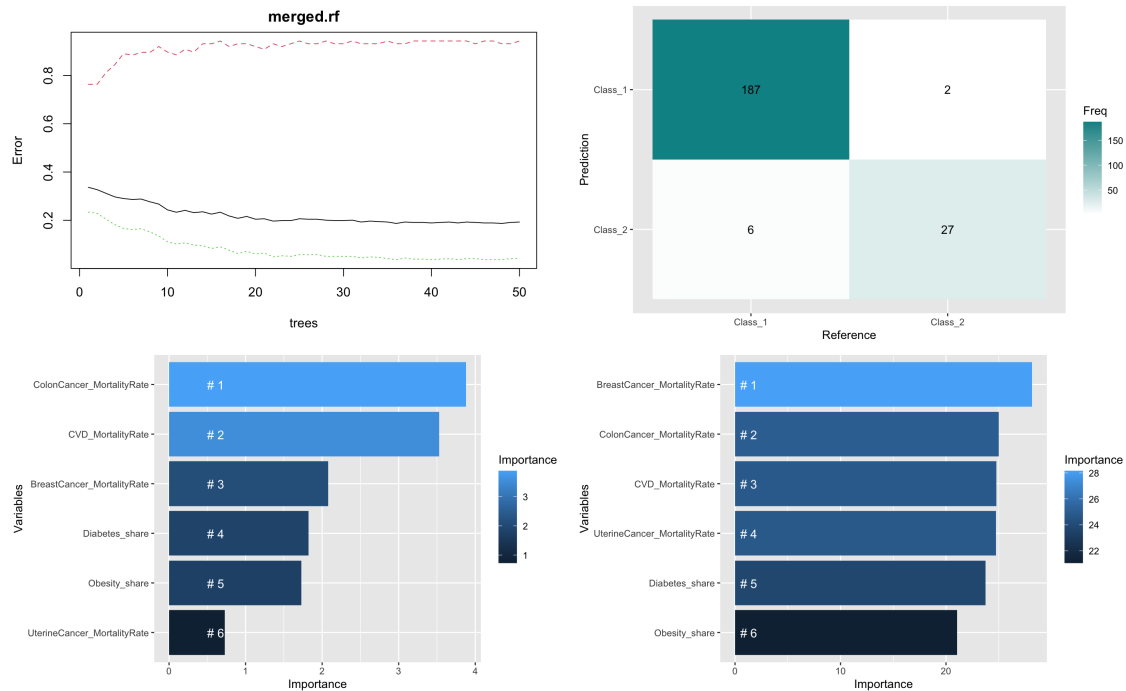 merged.rf
Error
0.8
0.6
0.4
0.2
0 10 20 30 40 50
trees
Prediction
Class_1
187 2
Class_2
6 27
Class_1 Class_2
Reference
Freq
150
100
50
Variables
ColonCancer_MortalityRate # 1
CVD_MortalityRate # 2
BreastCancer_MortalityRate # 3
Diabetes_share # 4
Obesity_share # 5
UterineCancer_MortalityRate # 6
0 1 2 3 4
Importance
Importance
3
2
1
Variables
BreastCancer_MortalityRate # 1
ColonCancer_MortalityRate # 2
CVD_MortalityRate # 3
UterineCancer_MortalityRate # 4
Diabetes_share # 5
Obesity_share # 6
0 10 20
Importance
Importance
28
26
24
22